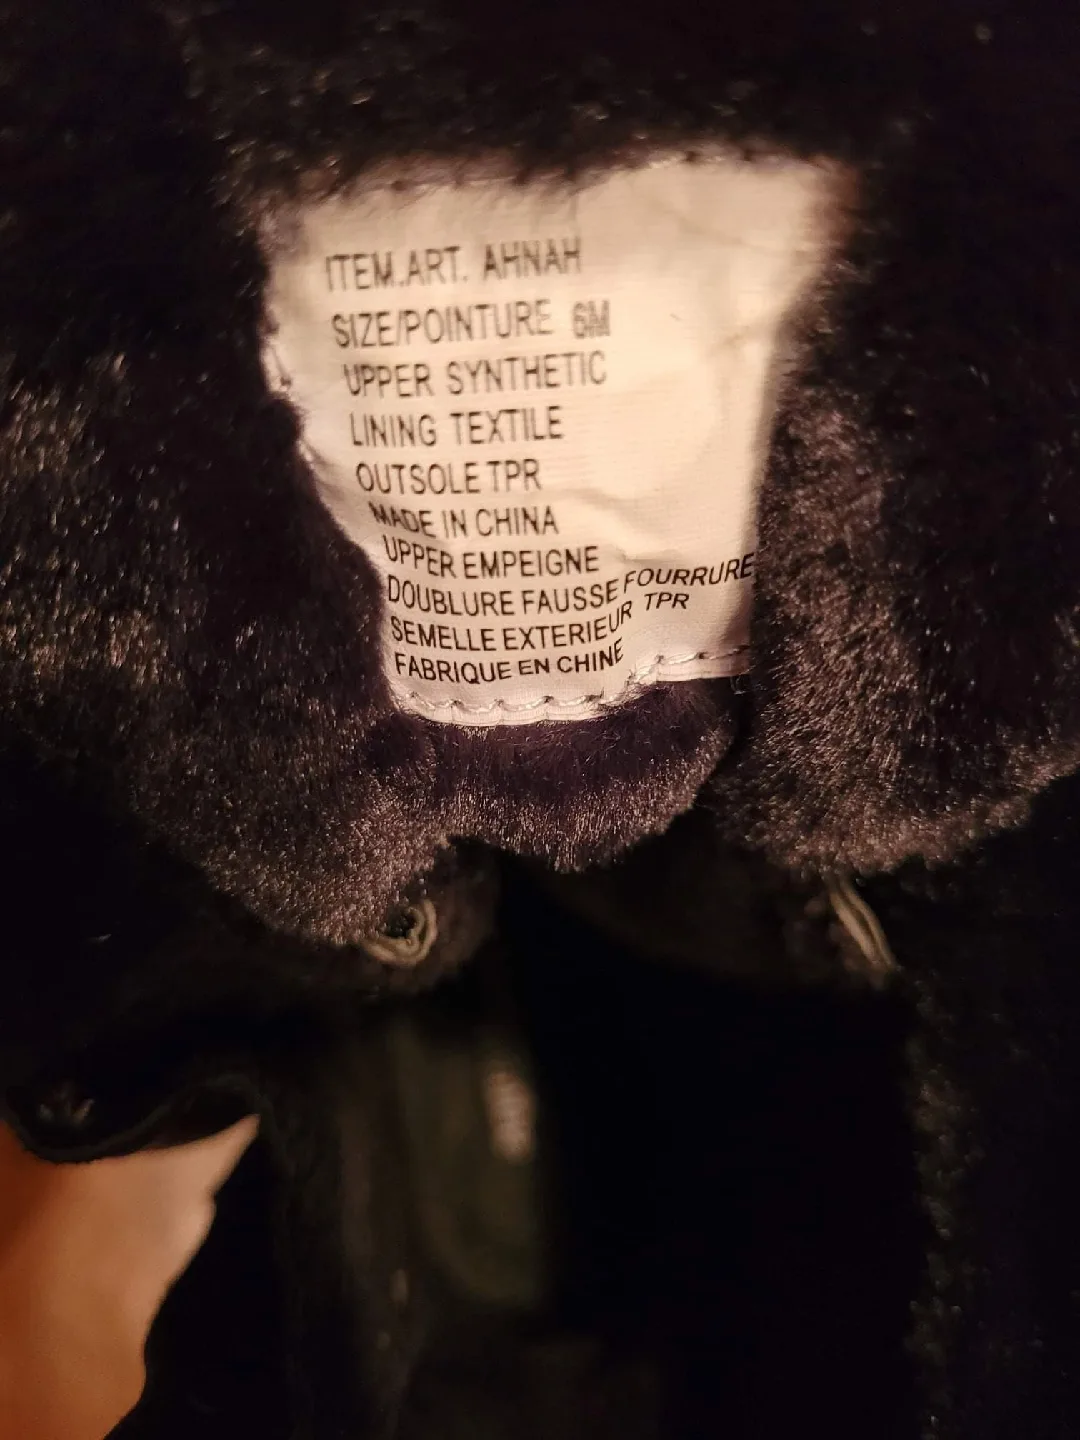 ITEM.ART. AHNAH
SIZE/POINTURE 6M
UPPER SYNTHETIC
LINING TEXTILE
OUTSOLE TPR
MADE IN CHINA
UPPER EMPEIGNE
DOUBLURE FAUSSE FOURRURE
SEMELLE EXTERIEUR TPR
FABRIQUE EN CHINE